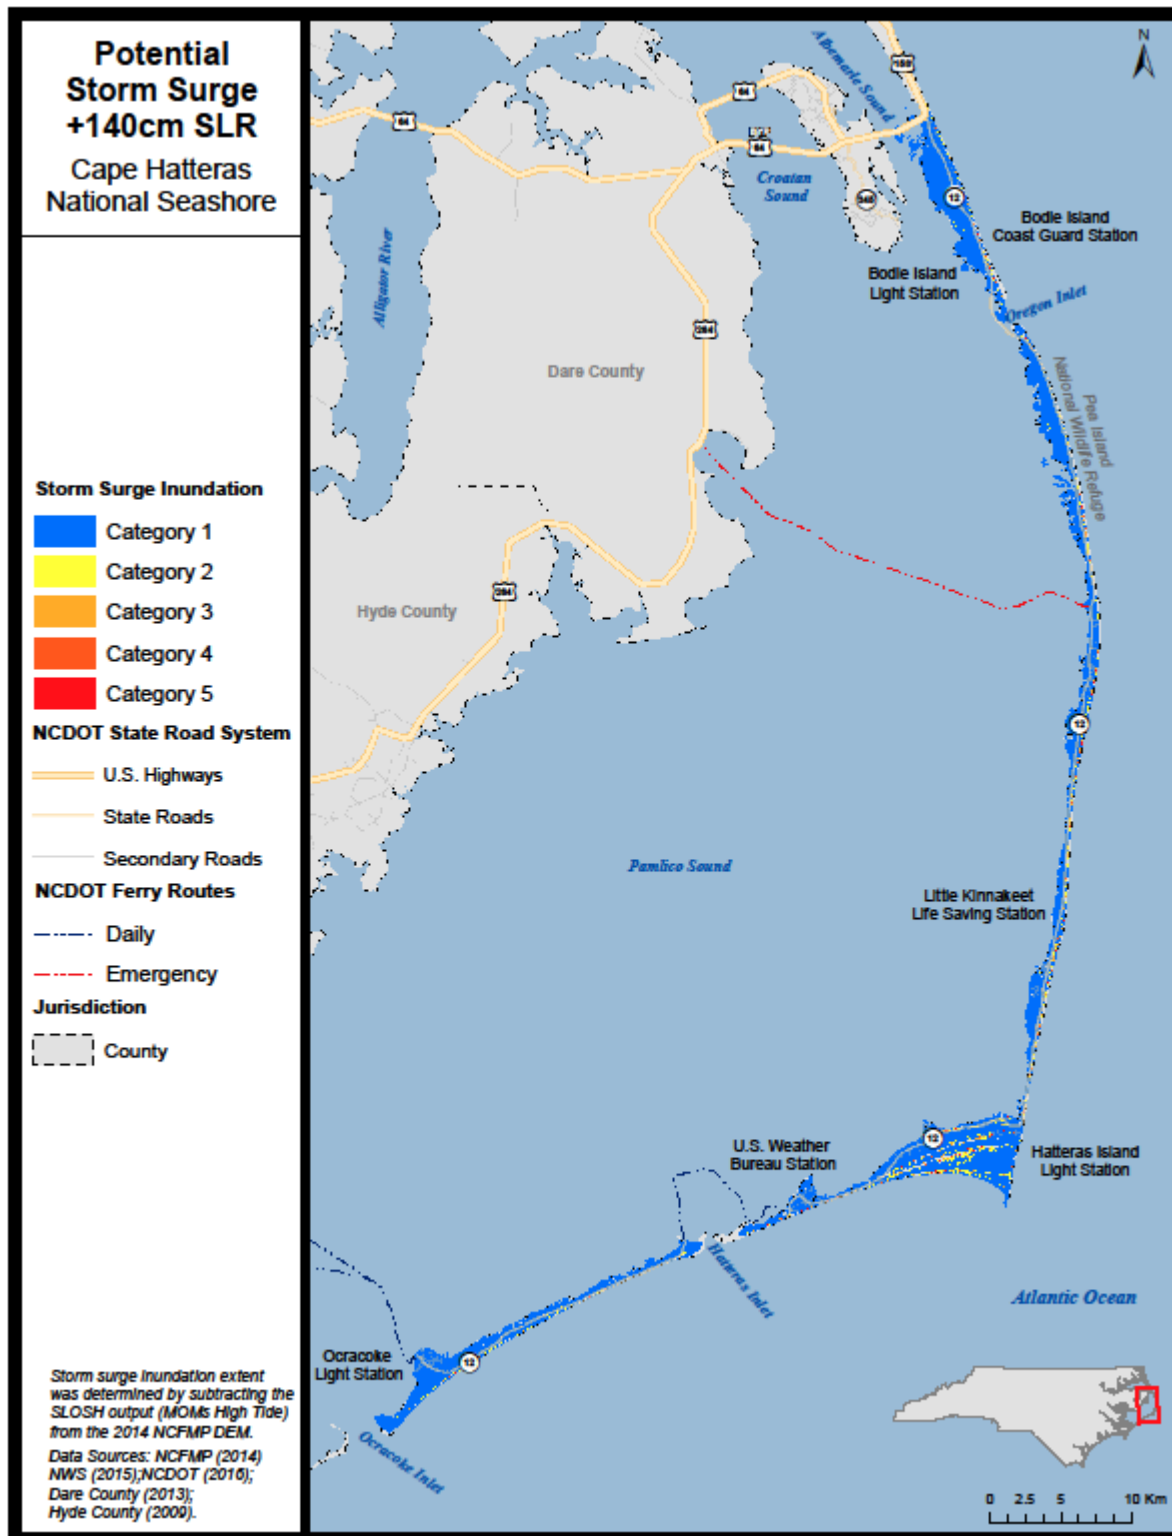 Potential
Storm Surge
+140cm SLR
Cape Hatteras
National Seashore
Storm Surge Inundation
Category 1
Category 2
Category 3
Category 4
Category 5
NCDOT State Road System
U.S. Highways
State Roads
Secondary Roads
NCDOT Ferry Routes
Daily
Emergency
Jurisdiction
County
Storm surge inundation extent
was determined by subtracting the
SLOSH output (MOMs High Tide)
from the 2014 NCFMP DEM.
Data Sources: NCFMP (2014)
NWS (2015);NCDOT (2016);
Dare County (2013);
Hyde County (2009).
N
Albemarle Sound
158
64
64
64
Croatan
Sound
345
12
Bodie Island
Coast Guard Station
Bodie Island
Light Station
Oregon Inlet
Alligator River
264
Dare County
Pea Island
National Wildlife Refuge
264
Hyde County
12
Pamlico Sound
Little Kinnakeet
Life Saving Station
12
U.S. Weather
Bureau Station
Hatteras Island
Light Station
Hatteras Inlet
Atlantic Ocean
Ocracoke
Light Station
12
Ocracoke Inlet
0 2.5 5 10 Km